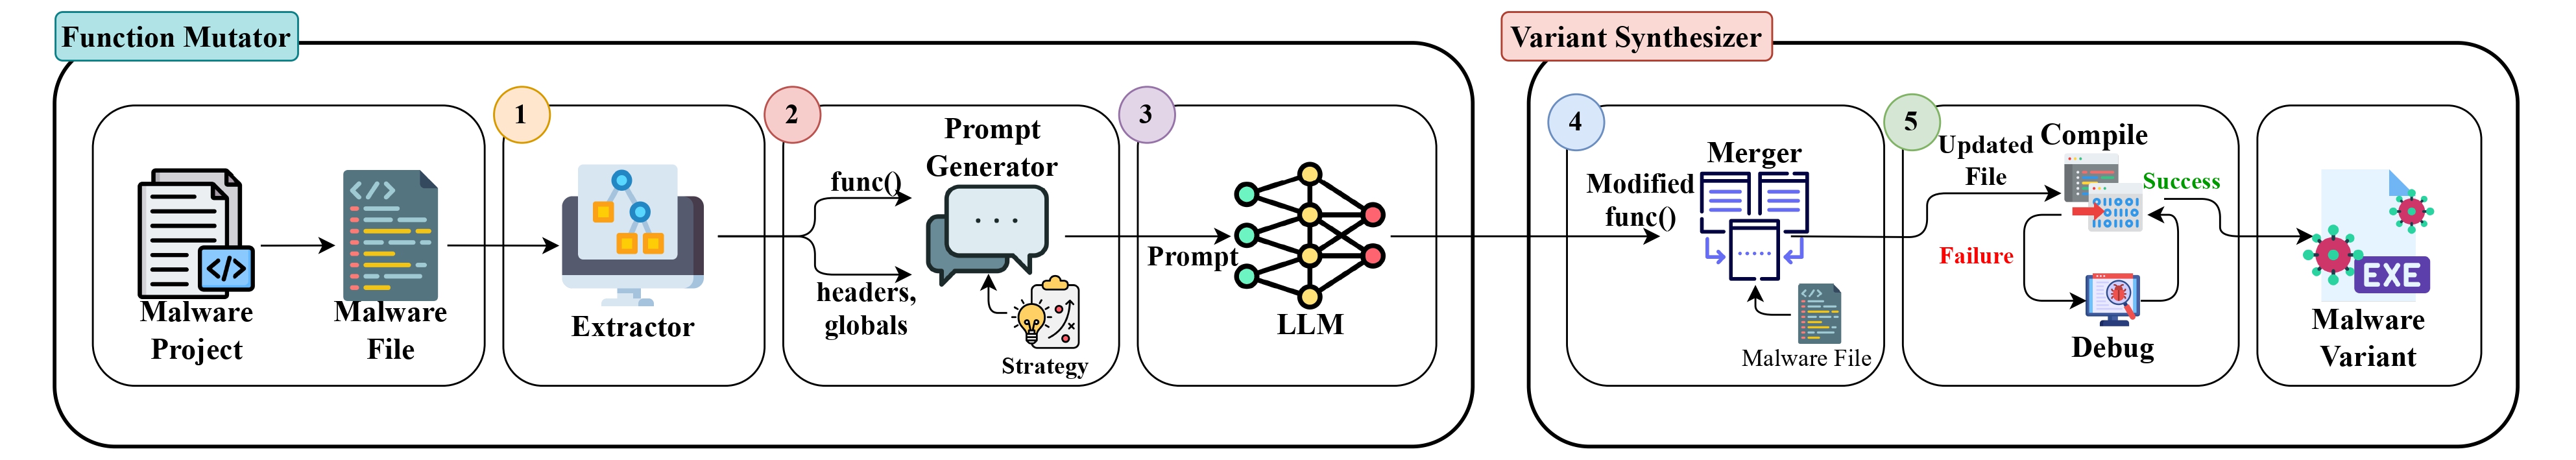 Function Mutator
Malware
Project
Malware
File
1
Extractor
2
func()
headers,
globals
Prompt
Generator
Strategy
3
Prompt
LLM
Variant Synthesizer
4
Modified
func()
Merger
Malware File
5
Updated
File
Compile
Success
Failure
Debug
EXE
Malware
Variant